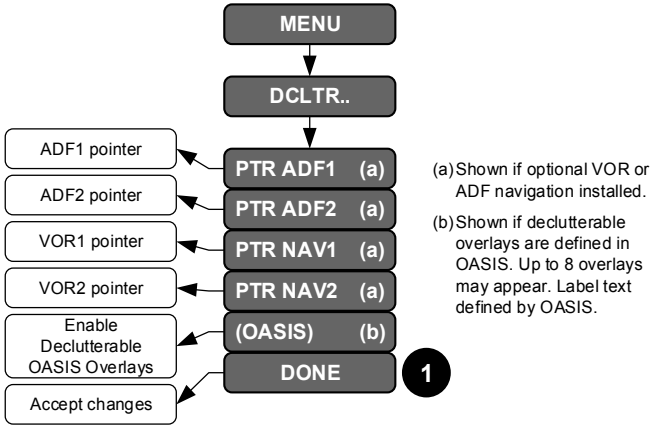 MENU
DCLTR..
ADF1 pointer
PTR ADF1 (a)
ADF2 pointer
PTR ADF2 (a)
VOR1 pointer
PTR NAV1 (a)
VOR2 pointer
PTR NAV2 (a)
Enable
Declutterable
OASIS Overlays
(OASIS) (b)
Accept changes
DONE
1
(a) Shown if optional VOR or
ADF navigation installed.
(b) Shown if declutterable
overlays are defined in
OASIS. Up to 8 overlays
may appear. Label text
defined by OASIS.